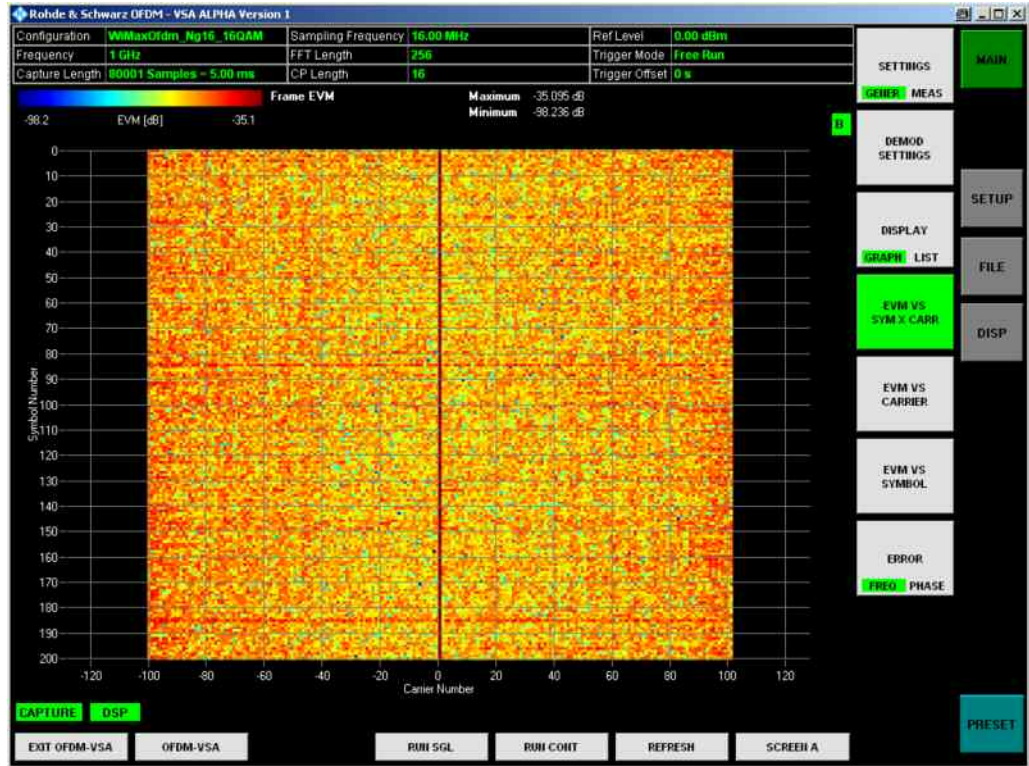 Rohde & Schwarz OFDM - VSA ALPHA Version 1
Configuration WiMaxOfdm_Ng16_16QAM Sampling Frequency 16.00 MHz Ref Level 0.00 dBm
Frequency 1 GHz FFT Length 256 Trigger Mode Free Run
Capture Length 80001 Samples = 5.00 ms CP Length 16 Trigger Offset 0 s
Frame EVM Maximum -35.095 dB
Minimum -98.236 dB
-98.2 EVM [dB] -35.1
B
0
10
20
30
40
50
60
70
80
90
100
110
120
130
140
150
160
170
180
190
200
Symbol Number
-120 -100 -80 -60 -40 -20 0 20 40 60 80 100 120
Carrier Number
SETTINGS
GENER MEAS
DEMOD
SETTINGS
DISPLAY
GRAPH LIST
EVM VS
SYM X CARR
EVM VS
CARRIER
EVM VS
SYMBOL
ERROR
FREQ PHASE
MAIN
SETUP
FILE
DISP
PRESET
CAPTURE DSP
EXIT OFDM-VSA OFDM-VSA RUN SGL RUN CONT REFRESH SCREEN A